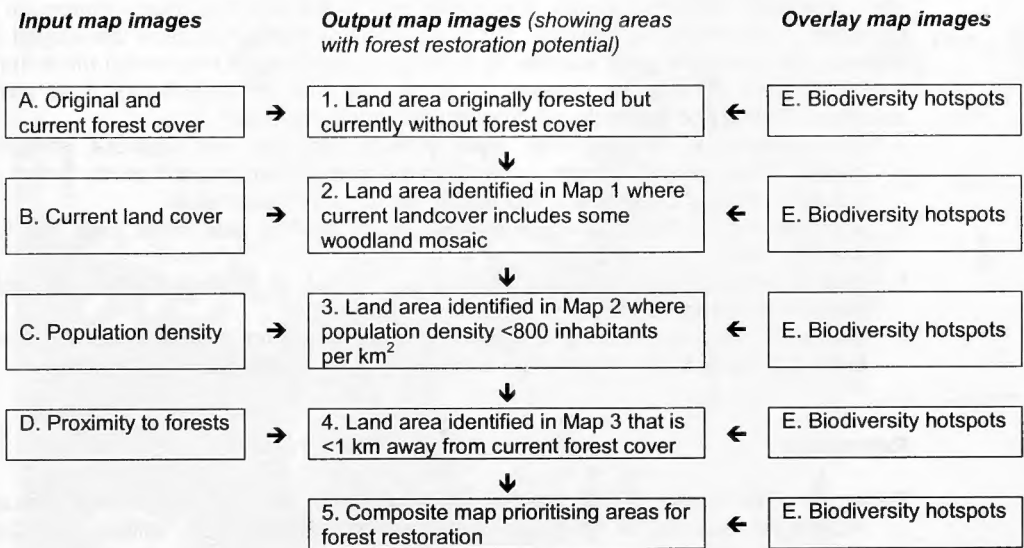 Input map images
Output map images (showing areas
with forest restoration potential)
Overlay map images
A. Original and
current forest cover
→
1. Land area originally forested but
currently without forest cover
←
E. Biodiversity hotspots
↓
B. Current land cover
→
2. Land area identified in Map 1 where
current landcover includes some
woodland mosaic
←
E. Biodiversity hotspots
↓
C. Population density
→
3. Land area identified in Map 2 where
population density <800 inhabitants
per km²
←
E. Biodiversity hotspots
↓
D. Proximity to forests
→
4. Land area identified in Map 3 that is
<1 km away from current forest cover
←
E. Biodiversity hotspots
↓
5. Composite map prioritising areas for
forest restoration
←
E. Biodiversity hotspots